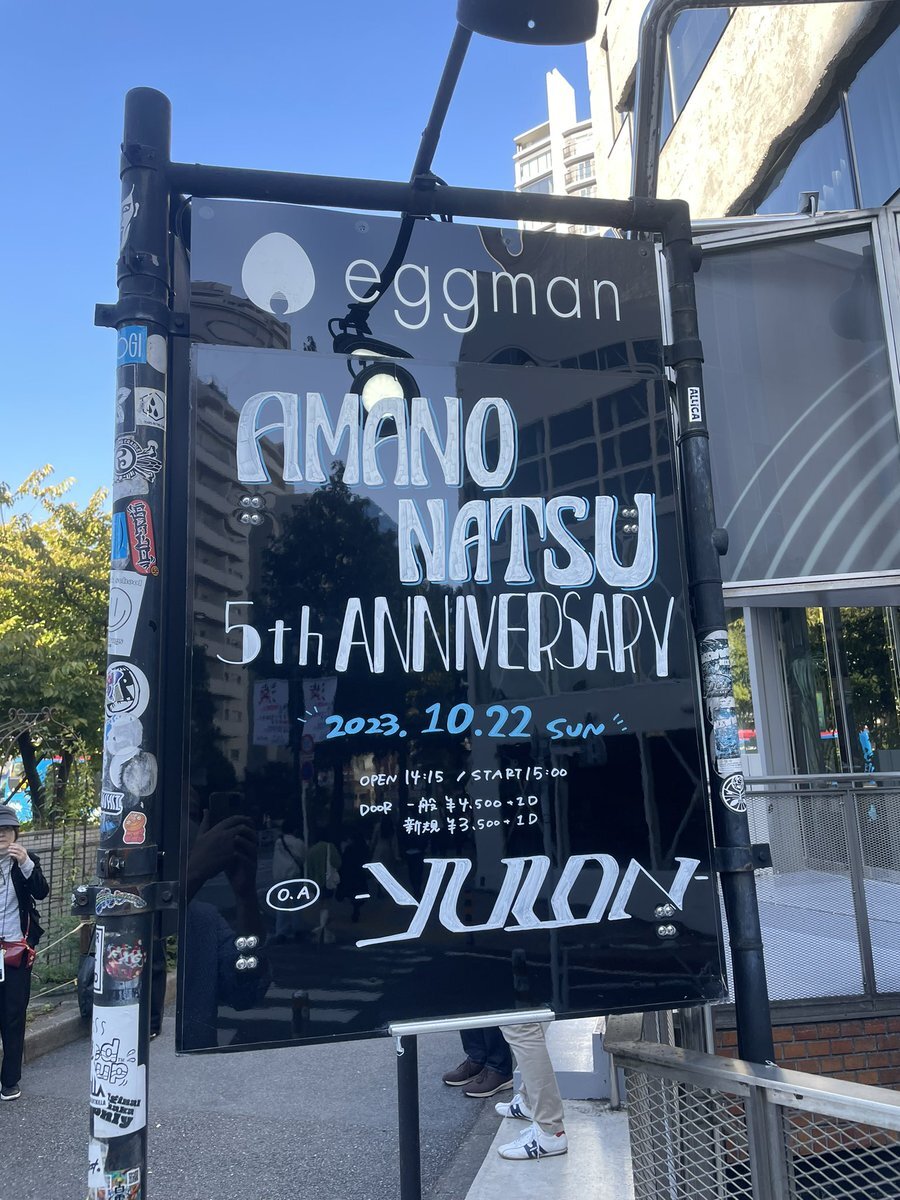 eggman
AMANO
NATSU
5th ANNIVERSARY
2023. 10.22 SUN
OPEN 14:15 / START 15:00
DOOR 一般 ¥4,500+1D
新規 ¥3,500+1D
O.A
-YULON-
ALLiCA